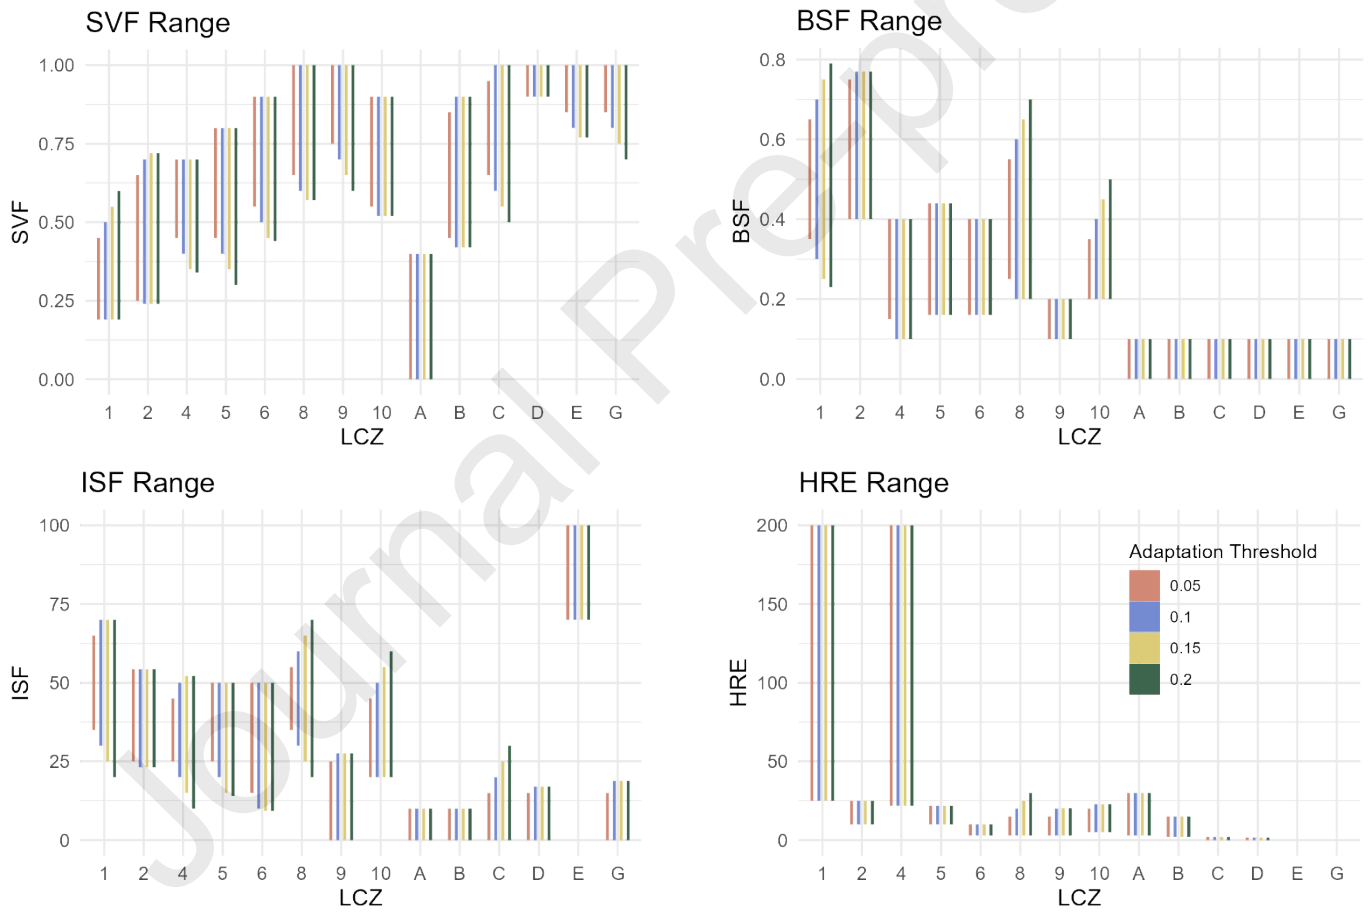 SVF Range
1.00
0.75
0.50
0.25
0.00
SVF
1 2 4 5 6 8 9 10 A B C D E G
LCZ
BSF Range
0.8
0.6
0.4
0.2
0.0
BSF
1 2 4 5 6 8 9 10 A B C D E G
LCZ
ISF Range
100
75
50
25
0
ISF
1 2 4 5 6 8 9 10 A B C D E G
LCZ
HRE Range
200
150
100
50
0
HRE
Adaptation Threshold
0.05
0.1
0.15
0.2
1 2 4 5 6 8 9 10 A B C D E G
LCZ
Journal Pre-pro